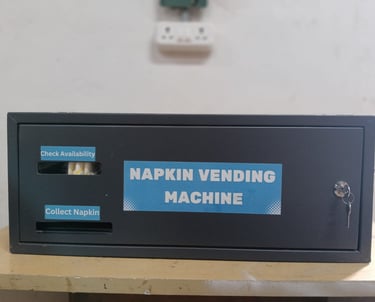 Check Availability
NAPKIN VENDING
MACHINE
Collect Napkin